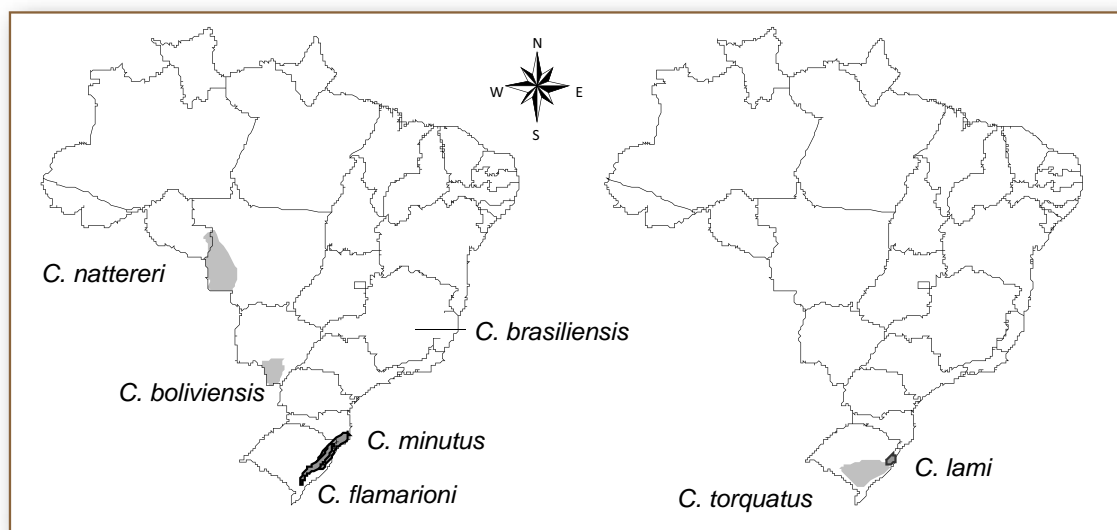 N
W
E
S
C. nattereri
C. brasiliensis
C. boliviensis
C. minutus
C. flamarioni
C. lami
C. torquatus